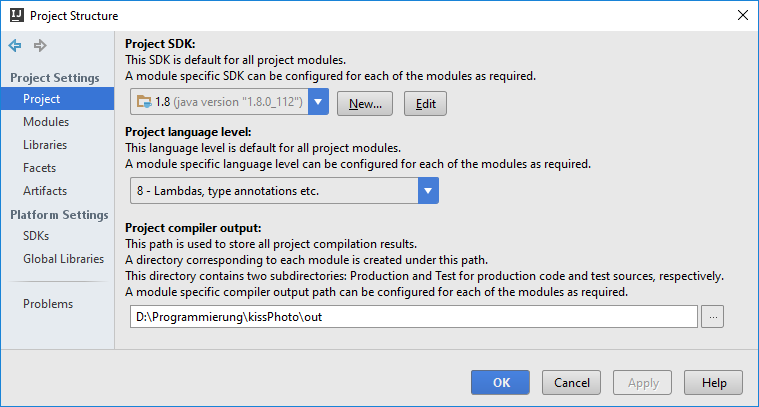 IJ Project Structure
Project Settings
Project
Modules
Libraries
Facets
Artifacts
Platform Settings
SDKs
Global Libraries
Problems
Project SDK:
This SDK is default for all project modules.
A module specific SDK can be configured for each of the modules as required.
1.8 (java version "1.8.0_112")
New...
Edit
Project language level:
This language level is default for all project modules.
A module specific language level can be configured for each of the modules as required.
8 - Lambdas, type annotations etc.
Project compiler output:
This path is used to store all project compilation results.
A directory corresponding to each module is created under this path.
This directory contains two subdirectories: Production and Test for production code and test sources, respectively.
A module specific compiler output path can be configured for each of the modules as required.
D:\Programmierung\kissPhoto\out
...
OK
Cancel
Apply
Help